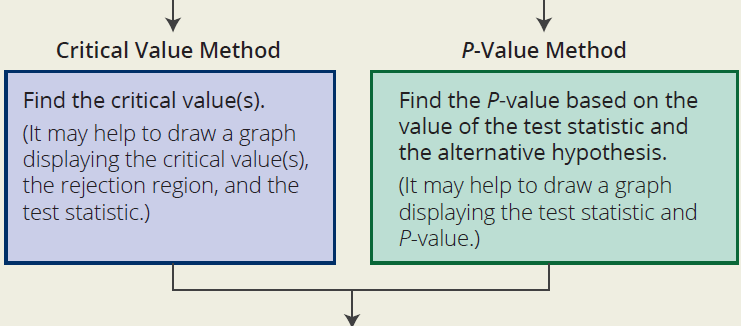 Critical Value Method
Find the critical value(s).
(It may help to draw a graph
displaying the critical value(s),
the rejection region, and the
test statistic.)
P-Value Method
Find the P-value based on the
value of the test statistic and
the alternative hypothesis.
(It may help to draw a graph
displaying the test statistic and
P-value.)